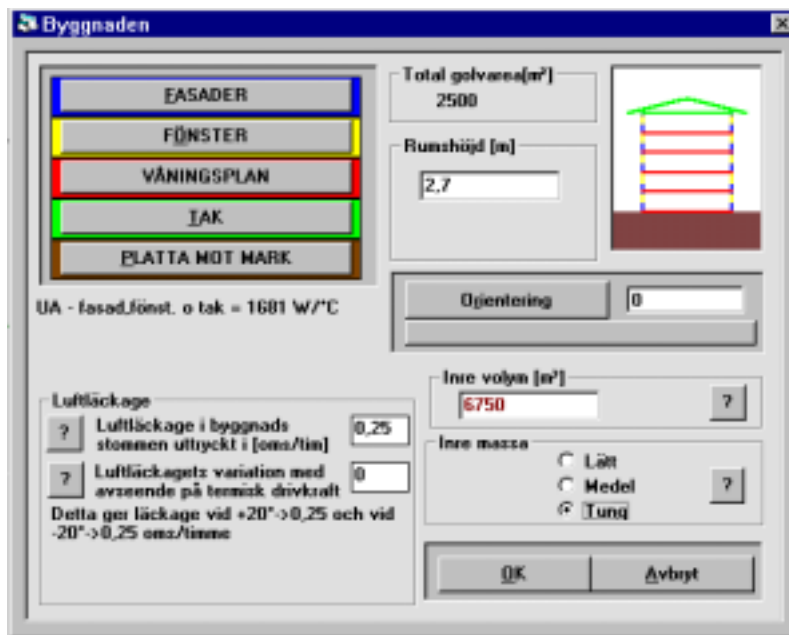 Byggnaden
FASADER
FÖNSTER
VÅNINGSPLAN
TAK
PLATTA MOT MARK
UA - fasad,fönst. o tak = 1681 W/°C
Total golvarea[m²]
2500
Rumshöjd [m]
2,7
Orientering
0
Luftläckage
?
Luftläckage i byggnads
stommen uttryckt i [oms/tim]
0,25
?
Luftläckagets variation med
avseende på termisk drivkraft
0
Detta ger läckage vid +20°->0,25 och vid
-20°->0,25 oms/timme
Inre volym [m³]
6750
?
Inre massa
Lätt
Medel
Tung
?
OK
Avbryt